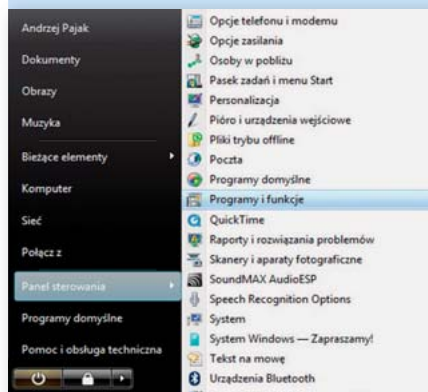 Andrzej Pajak
Dokumenty
Obrazy
Muzyka
Bieżące elementy
Komputer
Sieć
Połącz z
Panel sterowania
Programy domyślne
Pomoc i obsługa techniczna
Opcje telefonu i modemu
Opcje zasilania
Osoby w pobliżu
Pasek zadań i menu Start
Personalizacja
Pióro i urządzenia wejściowe
Pliki trybu offline
Poczta
Programy domyślne
Programy i funkcje
QuickTime
Raporty i rozwiązania problemów
Skanery i aparaty fotograficzne
SoundMAX AudioESP
Speech Recognition Options
System
System Windows — Zapraszamy!
Tekst na mowę
Urządzenia Bluetooth